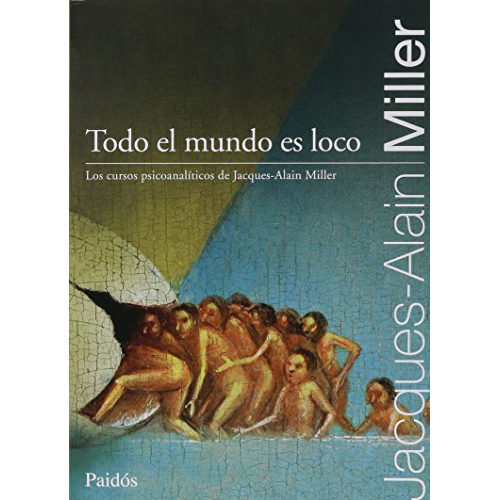 Todo el mundo es loco
Los cursos psicoanalíticos de Jacques-Alain Miller
Jacques-Alain Miller
Paidós